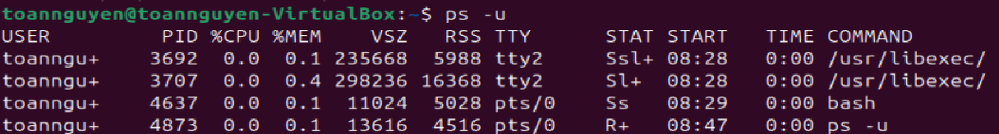 toannguyen@toannguyen-VirtualBox:~$ ps -u
USER PID %CPU %MEM VSZ RSS TTY STAT START TIME COMMAND
toanngu+ 3692 0.0 0.1 235668 5988 tty2 Ssl+ 08:28 0:00 /usr/libexec/
toanngu+ 3707 0.0 0.4 298236 16368 tty2 Sl+ 08:28 0:00 /usr/libexec/
toanngu+ 4637 0.0 0.1 11024 5028 pts/0 Ss 08:29 0:00 bash
toanngu+ 4873 0.0 0.1 13616 4516 pts/0 R+ 08:47 0:00 ps -u